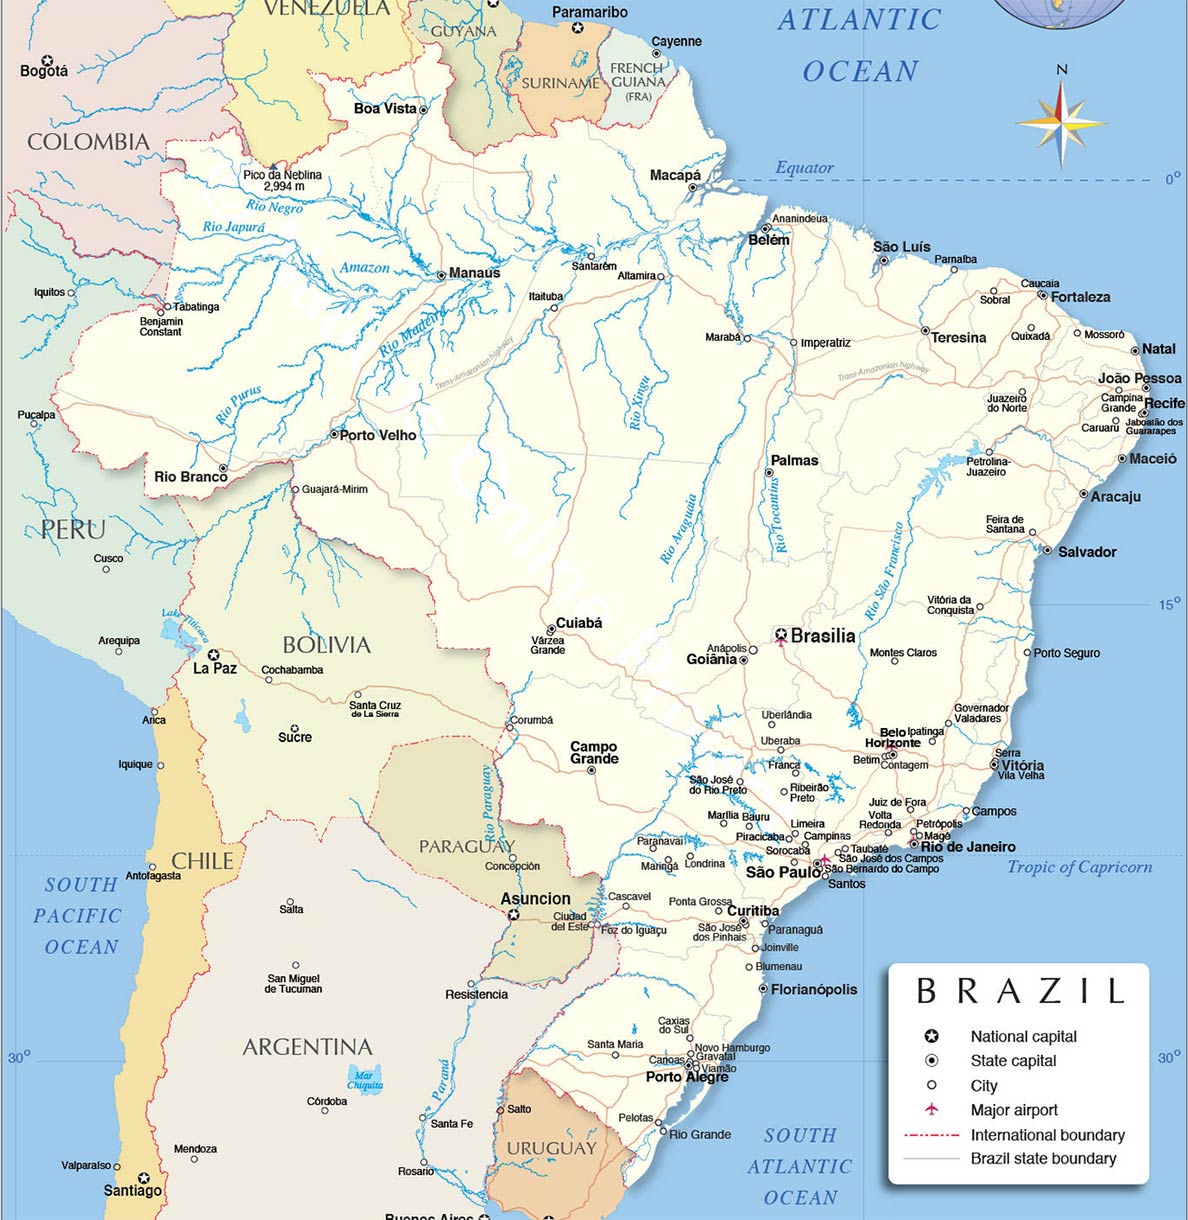 VENEZUELA
Paramaribo
ATLANTIC
OCEAN
GUYANA
Cayenne
Bogotá
SURINAME
FRENCH
GUIANA
(FRA)
N
Boa Vista
COLOMBIA
Pico da Neblina
2,994 m
Macapá
Equator
0°
Rio Negro
Rio Japurá
Ananindeua
Belém
São Luís
Amazon
Manaus
Santarém
Altamira
Parnalba
Caucaia
Sobral
Fortaleza
Iquitos
Tabatinga
Benjamin
Constant
Itaituba
Rio Madeira
Marabá
Imperatriz
Teresina
Quixadá
Mossoró
Natal
Trans-Amazonian highway
Trans-Amazonian highway
João Pessoa
Juazeiro
do Norte
Campina
Grande
Recife
Rio Purus
Rio Xingu
Pucalpa
Caruaru
Jaboatão dos
Guararapes
Porto Velho
Rio Branco
Palmas
Petrolina-
Juazeiro
Maceió
Guajará-Mirim
Aracaju
PERU
Rio Araguaia
Rio Tocantins
Rio São Francisco
Feira de
Santana
Salvador
Cusco
Vitória da
Conquista
15°
Lake Titicaca
Arequipa
BOLIVIA
Cuiabá
Várzea
Grande
Brasilia
Anápolis
Goiânia
Montes Claros
Porto Seguro
La Paz
Cochabamba
Santa Cruz
de La Sierra
Arica
Sucre
Corumbá
Uberlândia
Governador
Valadares
Uberaba
Belo
Horizonte
Ipatinga
Iquique
Campo
Grande
Franca
Betim
Contagem
Serra
Vitória
Vila Velha
Rio Paraguay
São José
do Rio Preto
Ribeirão
Preto
Juiz de Fora
Campos
Marília
Bauru
Limeira
Volta
Redonda
Petrópolis
Piracicaba
Campinas
Magé
PARAGUAY
Paranavai
Sorocaba
Taubaté
Rio de Janeiro
CHILE
Concepción
Maringá
Londrina
São José dos Campos
São Paulo
São Bernardo do Campo
Santos
Tropic of Capricorn
Antofagasta
SOUTH
PACIFIC
OCEAN
Asuncion
Cascavel
Ponta Grossa
Curitiba
Salta
Ciudad
del Este
Foz do Iguaçu
São José
dos Pinhais
Paranaguá
Joinville
San Miguel
de Tucuman
Blumenau
Resistencia
Florianópolis
BRAZIL
National capital
State capital
City
Major airport
International boundary
Brazil state boundary
Caxias
do Sul
ARGENTINA
Santa Maria
Novo Hamburgo
Canoas
Gravataí
Viamão
Porto Alegre
30°
30°
Mar
Chiquita
Paraná
Córdoba
Santa Fe
Salto
Pelotas
Rio Grande
SOUTH
ATLANTIC
OCEAN
URUGUAY
Mendoza
Valparaíso
Rosario
Santiago
Buenos Aires